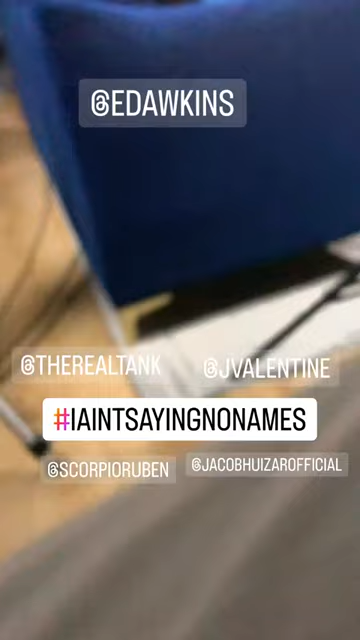 @EDAWKINS
@THEREALTANK
@JVALENTINE
#IAINTSAYINGNONAMES
@SCORPIORUBEN
@JACOBHUIZAROFFICIAL